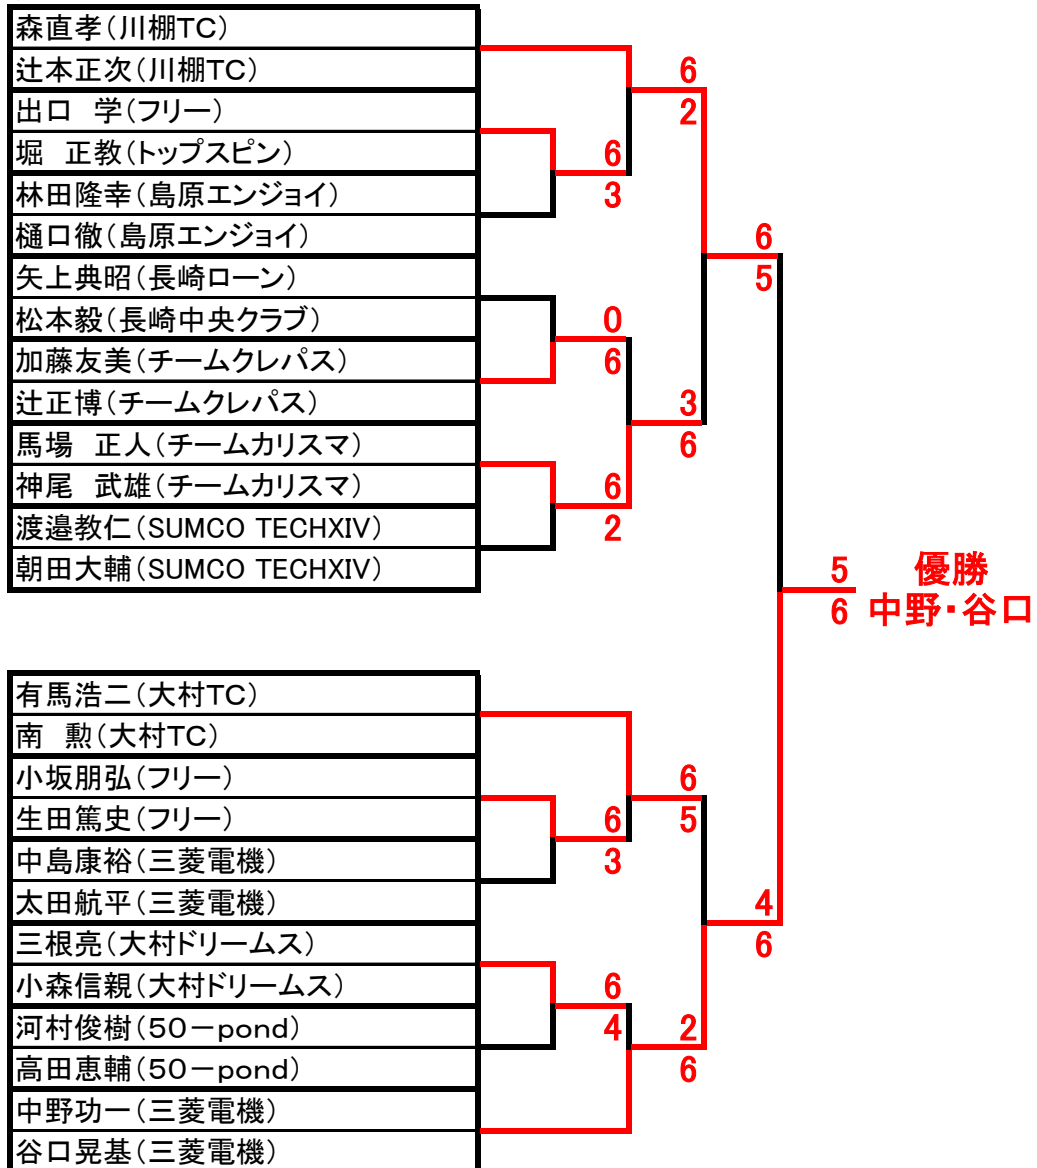 森直孝(川棚TC)
辻本正次(川棚TC)
出口　学(フリー)
堀　正教(トップスピン)
林田隆幸(島原エンジョイ)
樋口徹(島原エンジョイ)
矢上典昭(長崎ローン)
松本毅(長崎中央クラブ)
加藤友美(チームクレパス)
辻正博(チームクレパス)
馬場　正人(チームカリスマ)
神尾　武雄(チームカリスマ)
渡邉教仁(SUMCO TECHXIV)
朝田大輔(SUMCO TECHXIV)
6
3
0
6
6
2
6
2
3
6
6
5
5
6
優勝
中野・谷口
有馬浩二(大村TC)
南　勲(大村TC)
小坂朋弘(フリー)
生田篤史(フリー)
中島康裕(三菱電機)
太田航平(三菱電機)
三根亮(大村ドリームス)
小森信親(大村ドリームス)
河村俊樹(50－pond)
高田恵輔(50－pond)
中野功一(三菱電機)
谷口晃基(三菱電機)
6
3
6
4
6
5
2
6
4
6